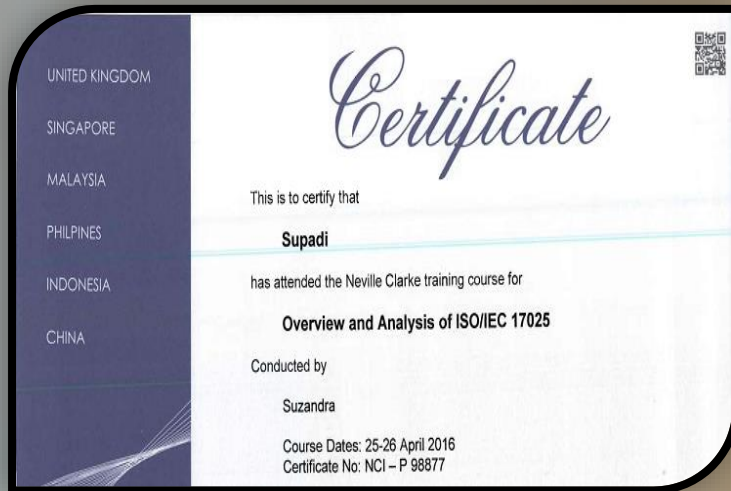 UNITED KINGDOM
SINGAPORE
MALAYSIA
PHILPINES
INDONESIA
CHINA
Certificate
This is to certify that
Supadi
has attended the Neville Clarke training course for
Overview and Analysis of ISO/IEC 17025
Conducted by
Suzandra
Course Dates: 25-26 April 2016
Certificate No: NCI – P 98877